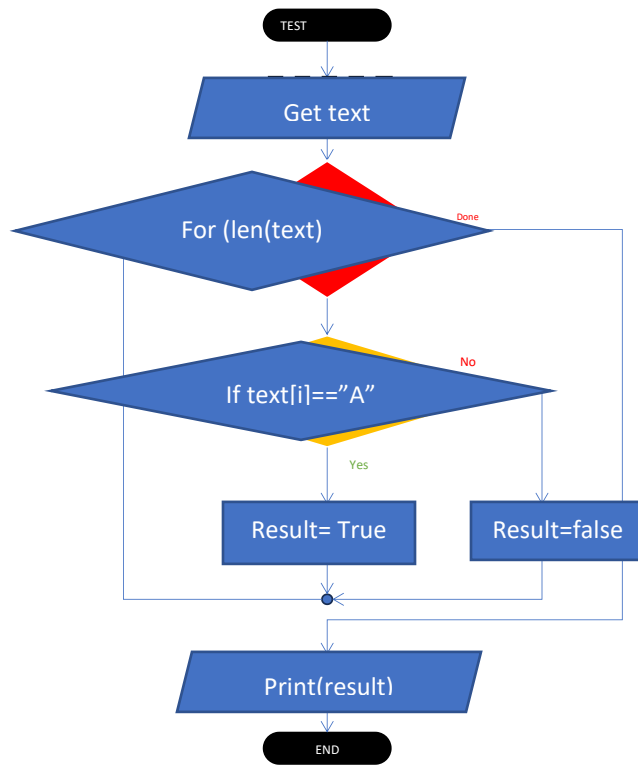 TEST
Get text
Done
For (len(text)
No
If text[i]==”A”
Yes
Result= True
Result=false
Print(result)
END